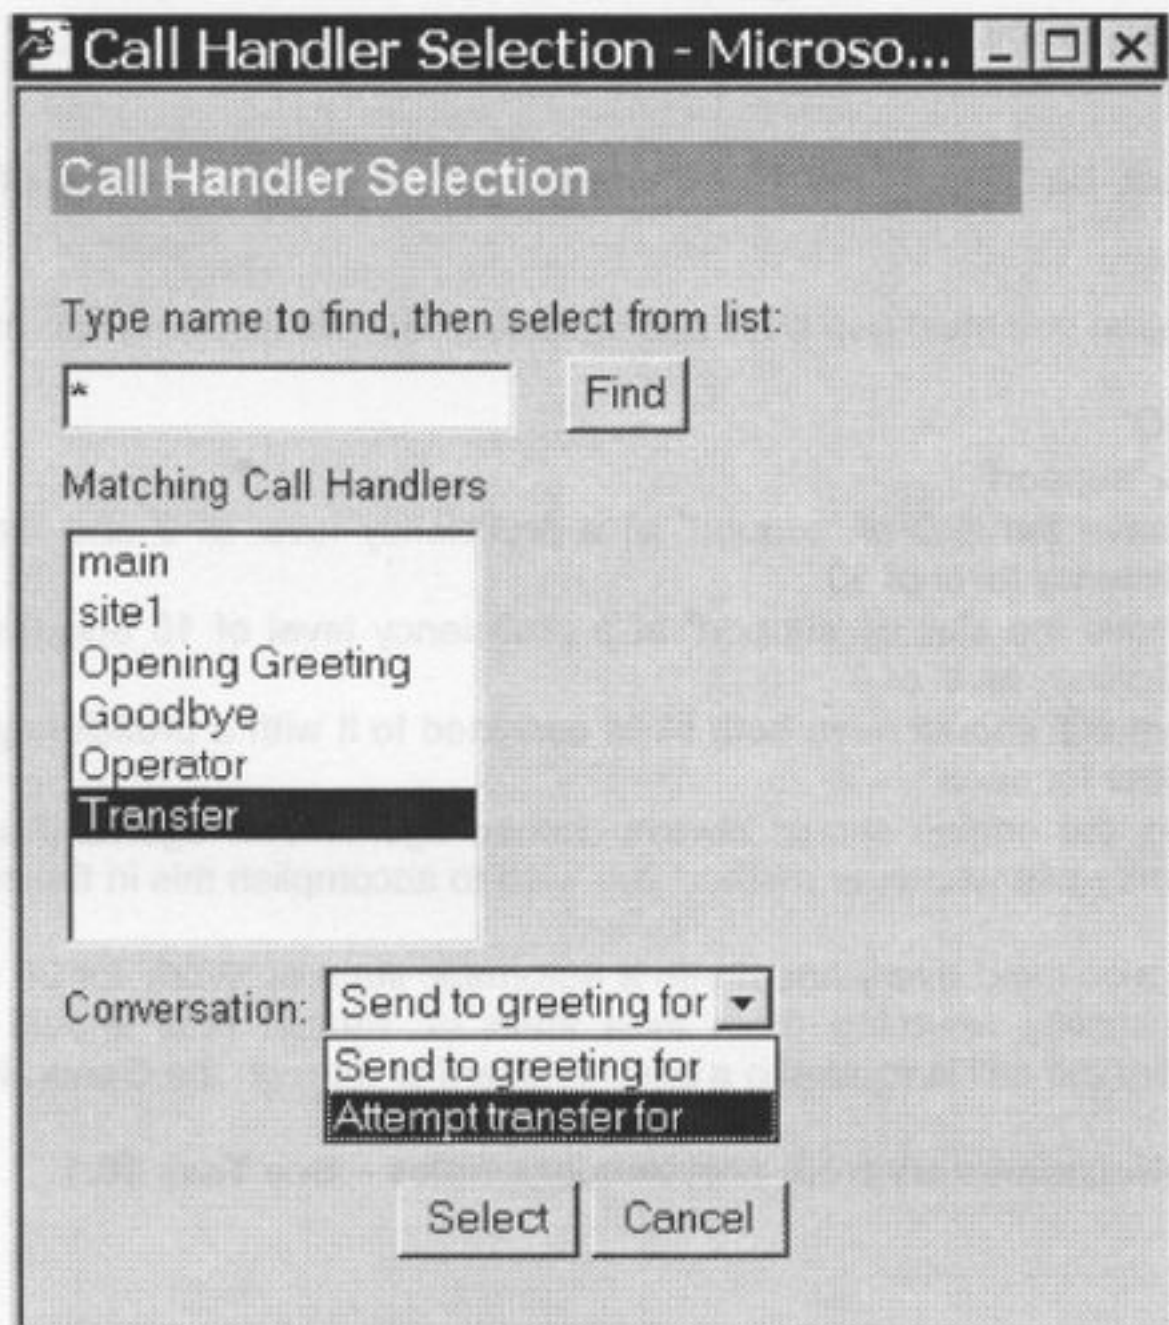 Call Handler Selection - Microso...
Call Handler Selection
Type name to find, then select from list:
*
Find
Matching Call Handlers
main
site1
Opening Greeting
Goodbye
Operator
Transfer
Conversation:
Send to greeting for
Send to greeting for
Attempt transfer for
Select
Cancel